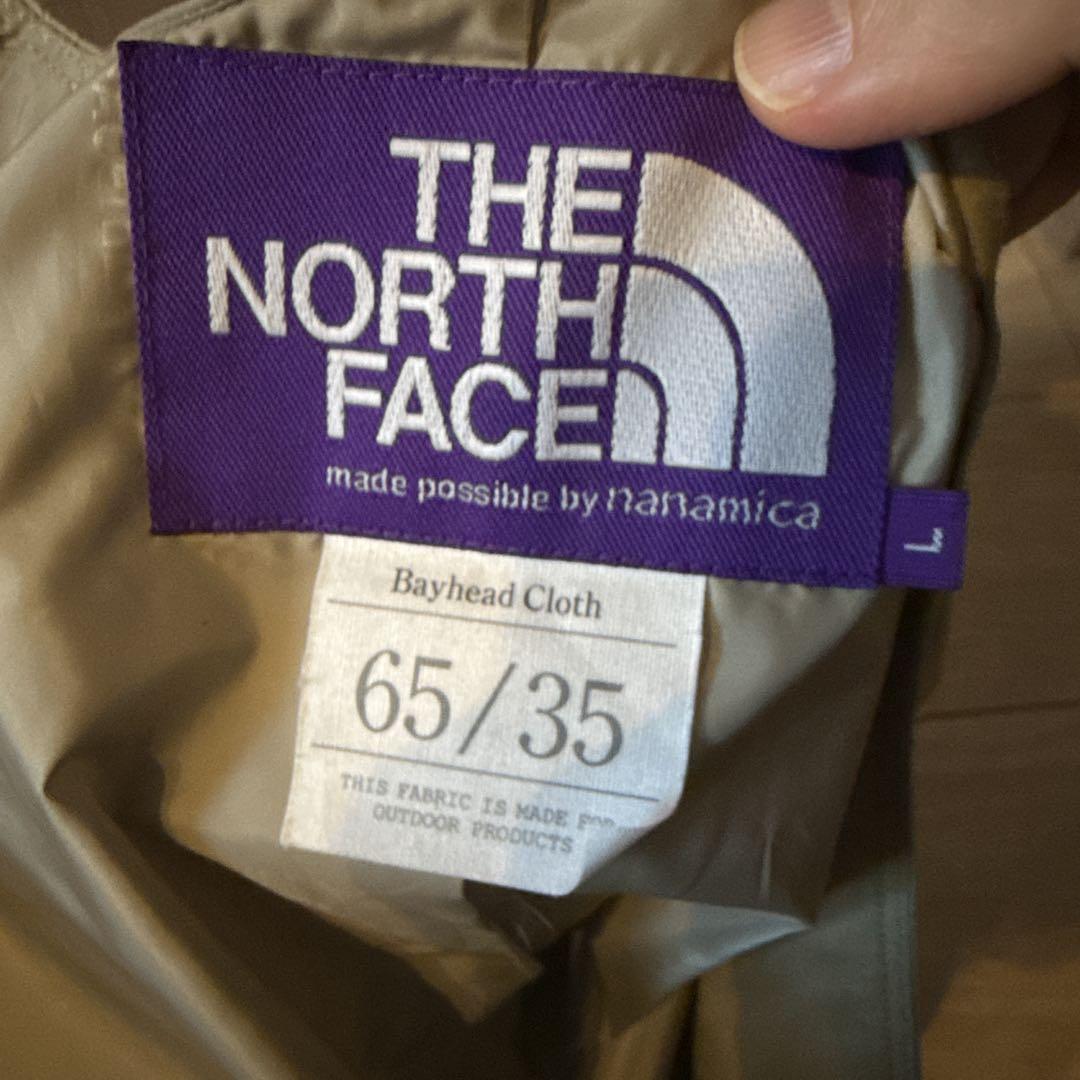 THE
NORTH
FACE
made possible by nanamica
L
Bayhead Cloth
65/35
THIS FABRIC IS MADE FOR
OUTDOOR PRODUCTS